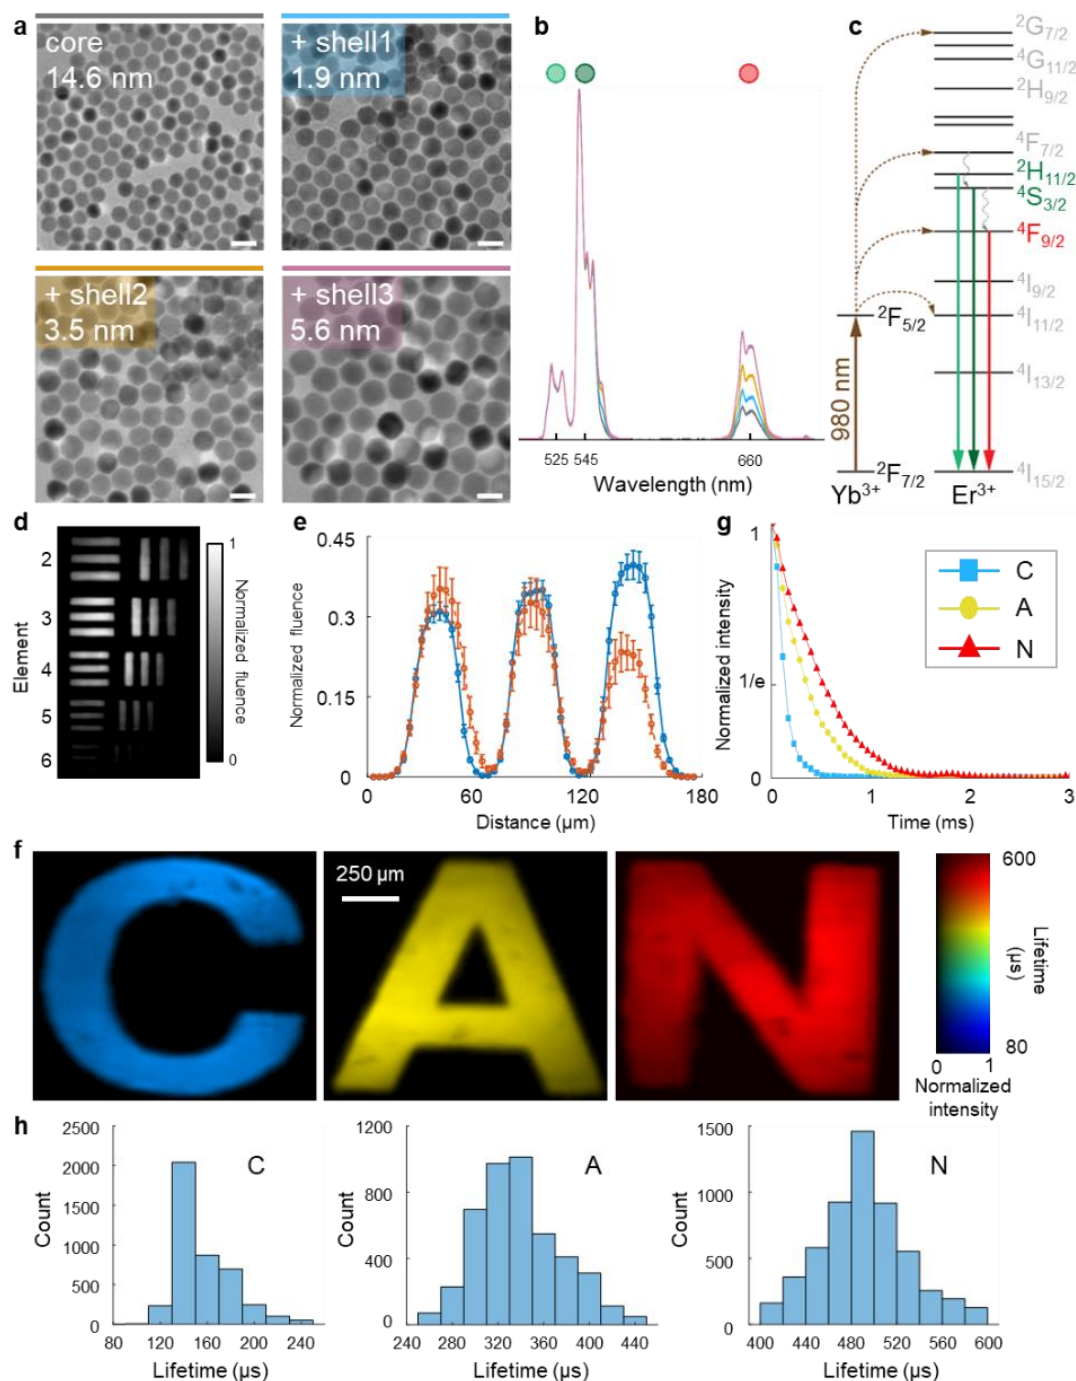 a
core
14.6 nm
+ shell1
1.9 nm
+ shell2
3.5 nm
+ shell3
5.6 nm
b
525 545 660
Wavelength (nm)
c
²G₇/₂
⁴G₁₁/₂
²H₉/₂
⁴F₇/₂
²H₁₁/₂
⁴S₃/₂
⁴F₉/₂
⁴I₉/₂
⁴I₁₁/₂
⁴I₁₃/₂
⁴I₁₅/₂
²F₅/₂
²F₇/₂
980 nm
Yb³⁺ Er³⁺
d
Element
2
3
4
5
6
1
0
Normalized fluence
e
Normalized fluence
0.45
0.3
0.15
0
0 60 120 180
Distance (µm)
g
Normalized intensity
1
1/e
0
0 1 2 3
Time (ms)
C
A
N
f
250 µm
600
80
Lifetime
(µs)
0 1
Normalized
intensity
h
Count
2500
2000
1500
1000
500
0
80 120 160 200 240
Lifetime (µs)
C
Count
1200
800
400
0
240 280 320 360 400 440
Lifetime (µs)
A
Count
1500
1000
500
0
400 440 480 520 560 600
Lifetime (µs)
N